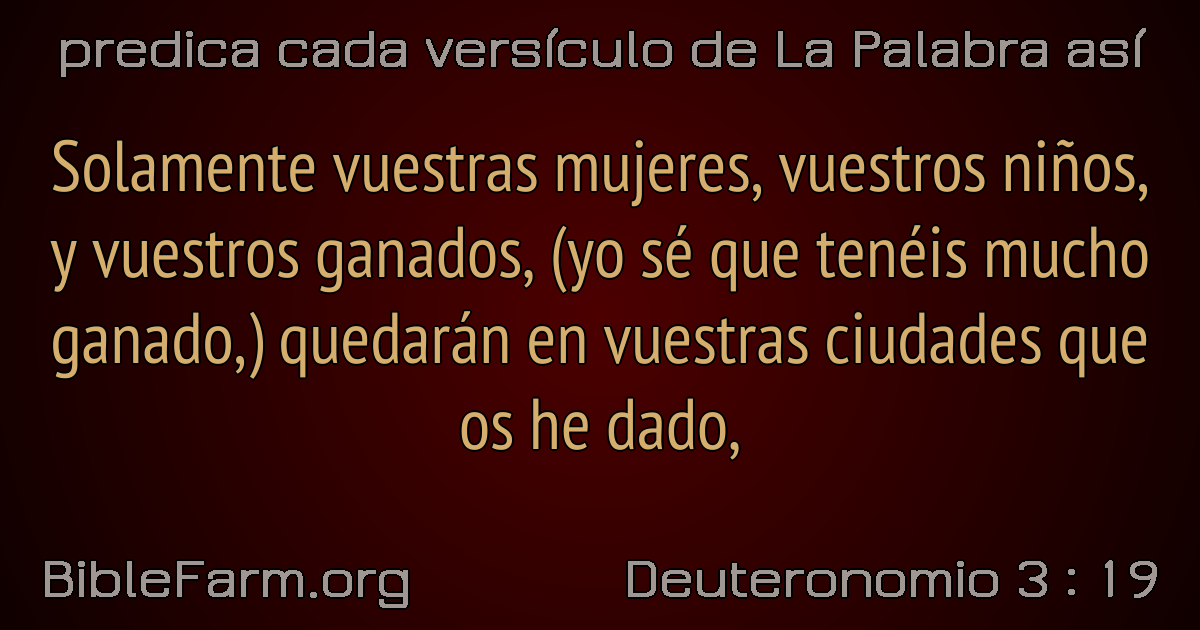 predica cada versículo de La Palabra así
Solamente vuestras mujeres, vuestros niños,
y vuestros ganados, (yo sé que tenéis mucho
ganado,) quedarán en vuestras ciudades que
os he dado,
BibleFarm.org
Deuteronomio 3 : 19